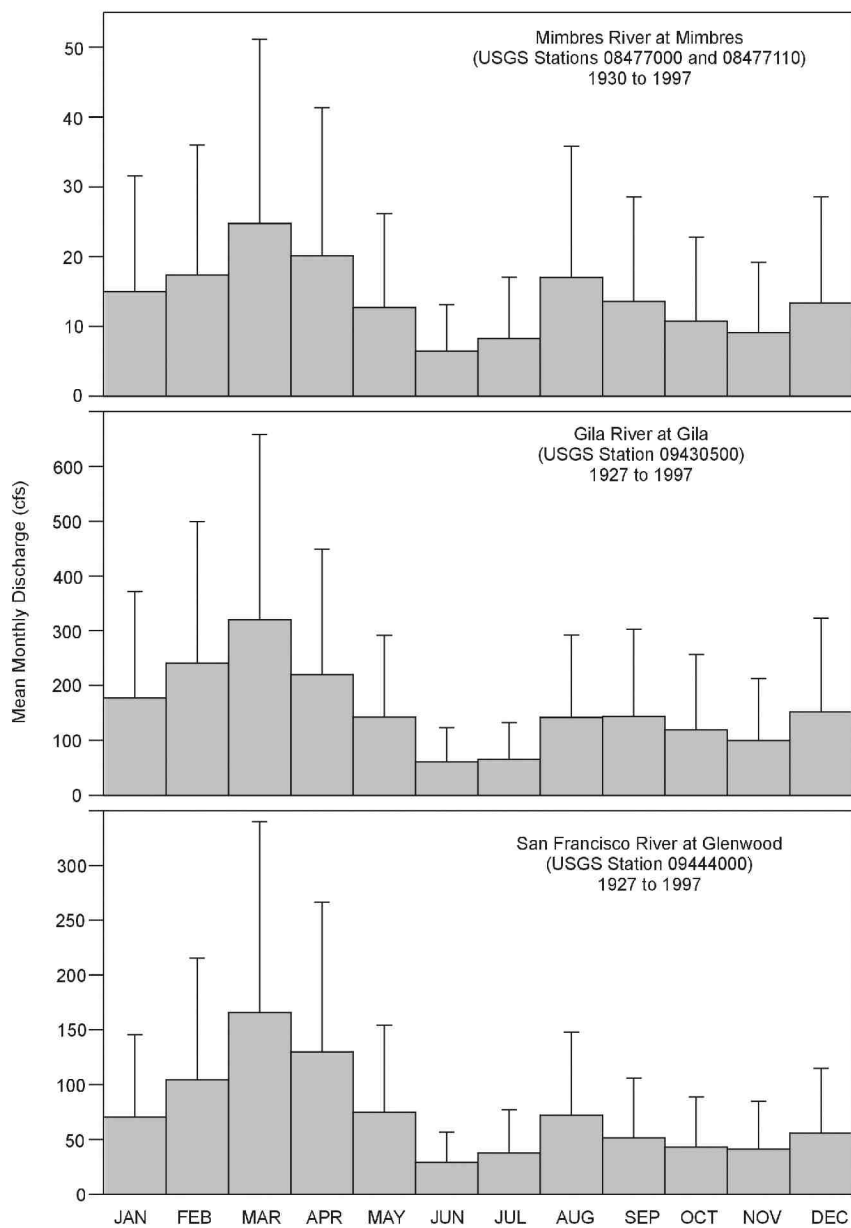 Mean Monthly Discharge (cfs)
Mimbres River at Mimbres
(USGS Stations 08477000 and 08477110)
1930 to 1997
50
40
30
20
10
0
Gila River at Gila
(USGS Station 09430500)
1927 to 1997
600
500
400
300
200
100
0
San Francisco River at Glenwood
(USGS Station 09444000)
1927 to 1997
300
250
200
150
100
50
0
JAN FEB MAR APR MAY JUN JUL AUG SEP OCT NOV DEC